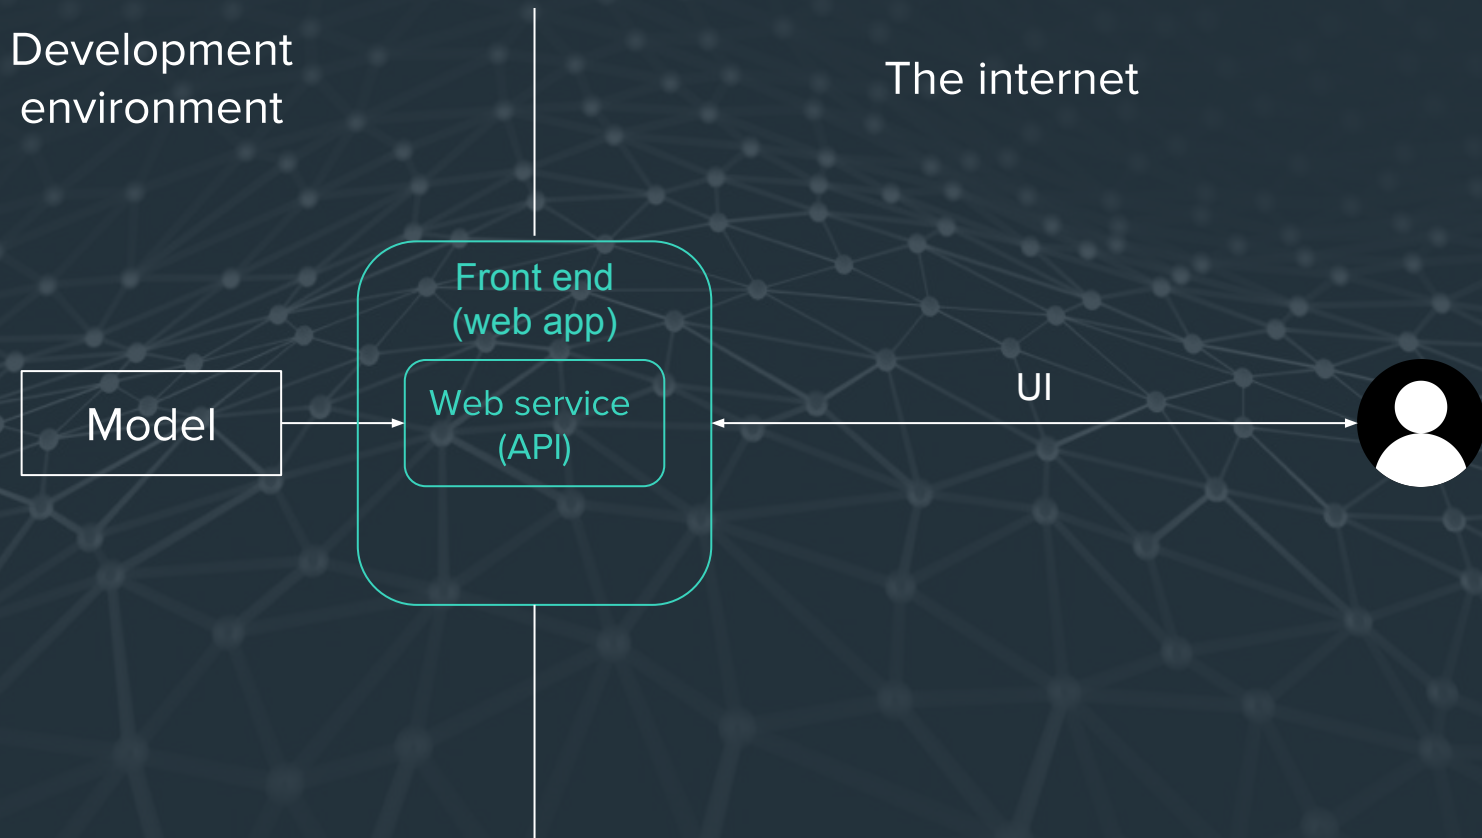 Development
environment
The internet
Front end
(web app)
Web service
(API)
Model
UI